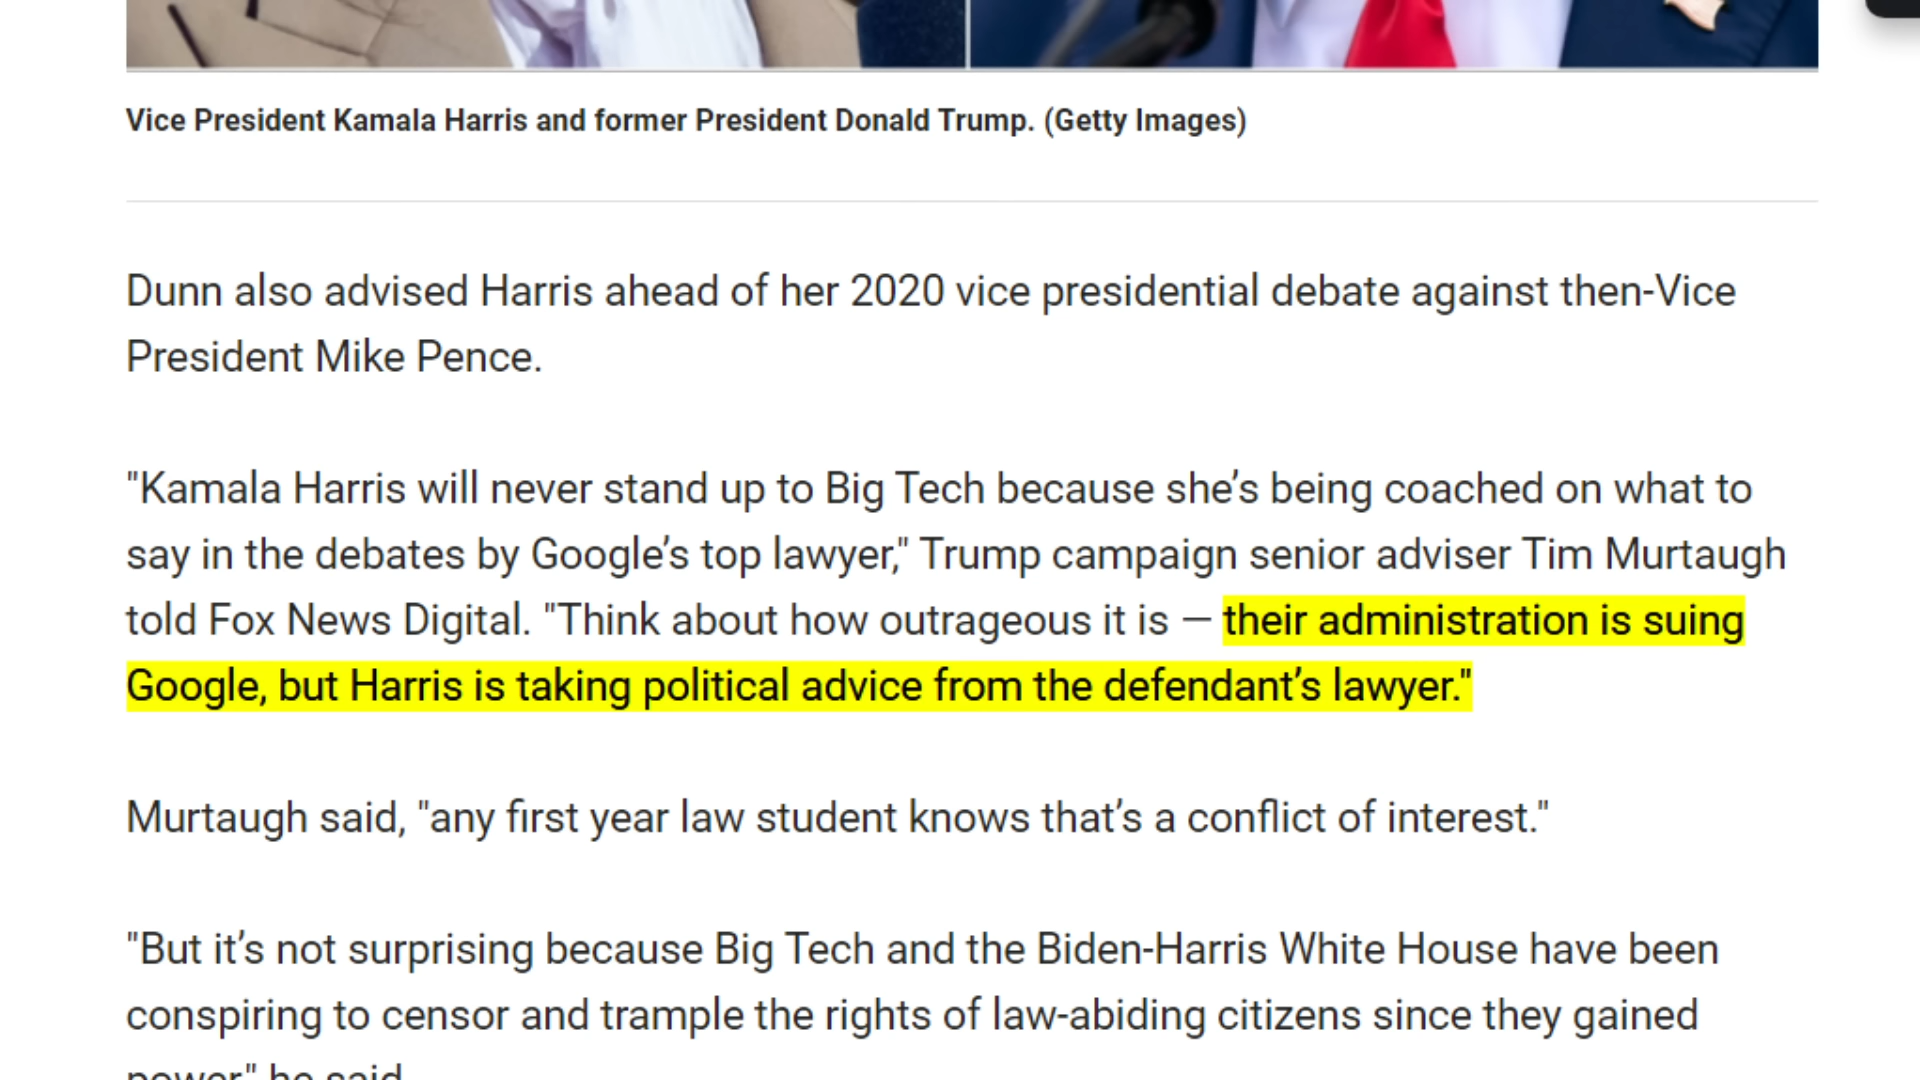 Vice President Kamala Harris and former President Donald Trump. (Getty Images)
Dunn also advised Harris ahead of her 2020 vice presidential debate against then-Vice
President Mike Pence.
"Kamala Harris will never stand up to Big Tech because she’s being coached on what to
say in the debates by Google’s top lawyer," Trump campaign senior adviser Tim Murtaugh
told Fox News Digital. "Think about how outrageous it is — their administration is suing
Google, but Harris is taking political advice from the defendant’s lawyer."
Murtaugh said, "any first year law student knows that’s a conflict of interest."
"But it’s not surprising because Big Tech and the Biden-Harris White House have been
conspiring to censor and trample the rights of law-abiding citizens since they gained
power," he said.